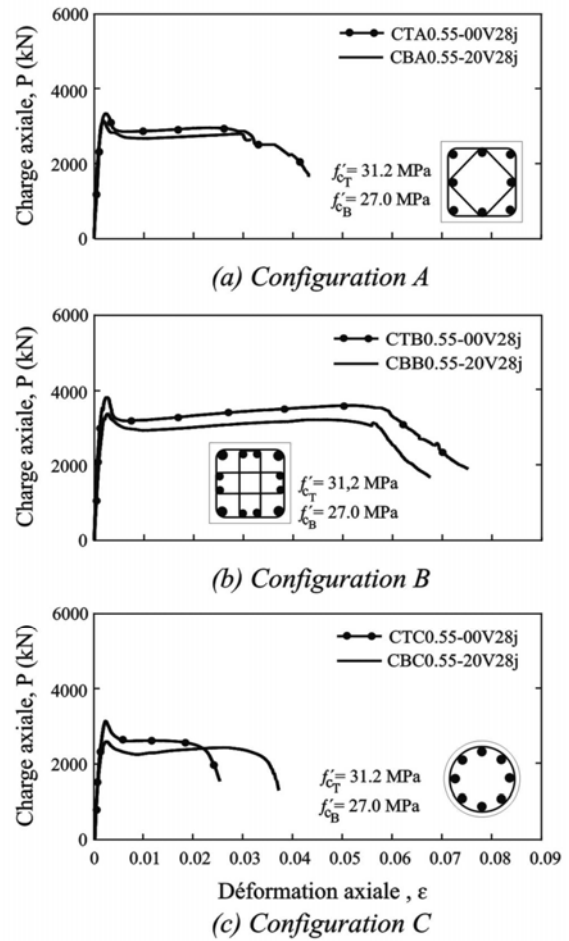 6000
4000
2000
0
Charge axiale, P (kN)
CTA0.55-00V28j
CBA0.55-20V28j
f'cT = 31.2 MPa
f'cB = 27.0 MPa
(a) Configuration A
6000
4000
2000
0
Charge axiale, P (kN)
CTB0.55-00V28j
CBB0.55-20V28j
f'cT = 31,2 MPa
f'cB = 27.0 MPa
(b) Configuration B
6000
4000
2000
0
Charge axiale, P (kN)
CTC0.55-00V28j
CBC0.55-20V28j
f'cT = 31.2 MPa
f'cB = 27.0 MPa
0 0.01 0.02 0.03 0.04 0.05 0.06 0.07 0.08 0.09
Déformation axiale , ε
(c) Configuration C